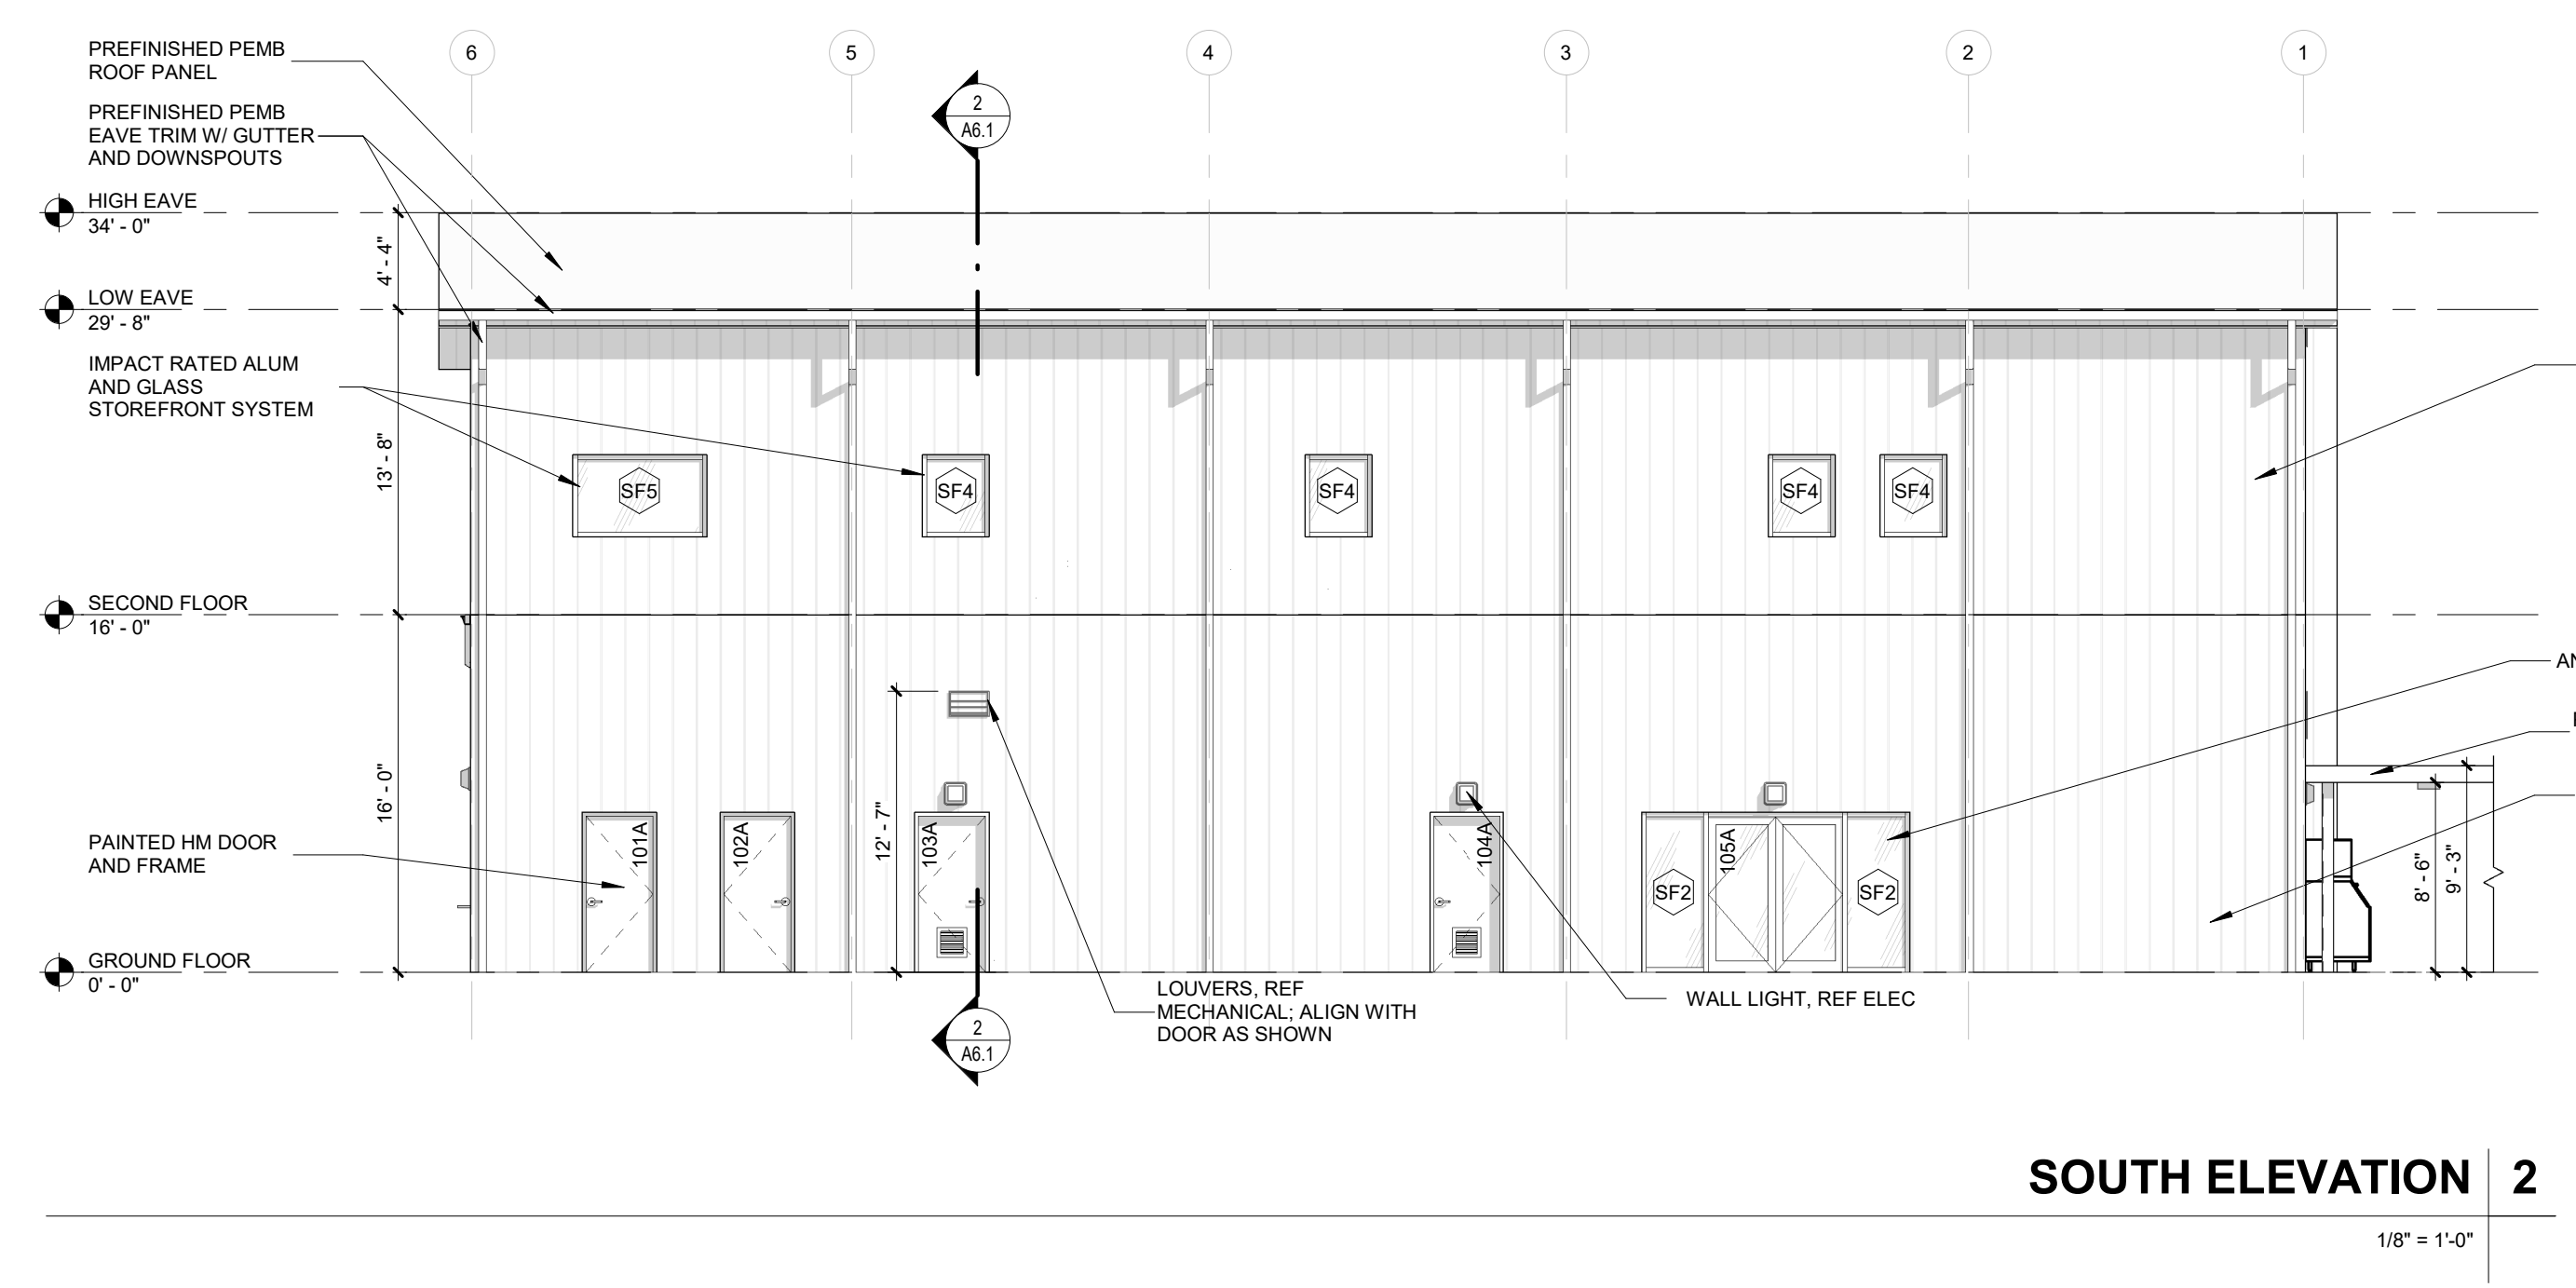 6
5
4
3
2
1
PREFINISHED PEMB
ROOF PANEL
PREFINISHED PEMB
EAVE TRIM W/ GUTTER
AND DOWNSPOUTS
2
A6.1
HIGH EAVE
34' - 0"
4' - 4"
LOW EAVE
29' - 8"
IMPACT RATED ALUM
AND GLASS
STOREFRONT SYSTEM
13' - 8"
SF5
SF4
SF4
SF4
SF4
SECOND FLOOR
16' - 0"
AN
16' - 0"
12' - 7"
PAINTED HM DOOR
AND FRAME
101A
102A
103A
104A
105A
SF2
SF2
8' - 6"
9' - 3"
GROUND FLOOR
0' - 0"
LOUVERS, REF
MECHANICAL; ALIGN WITH
DOOR AS SHOWN
WALL LIGHT, REF ELEC
2
A6.1
SOUTH ELEVATION 2
1/8" = 1'-0"